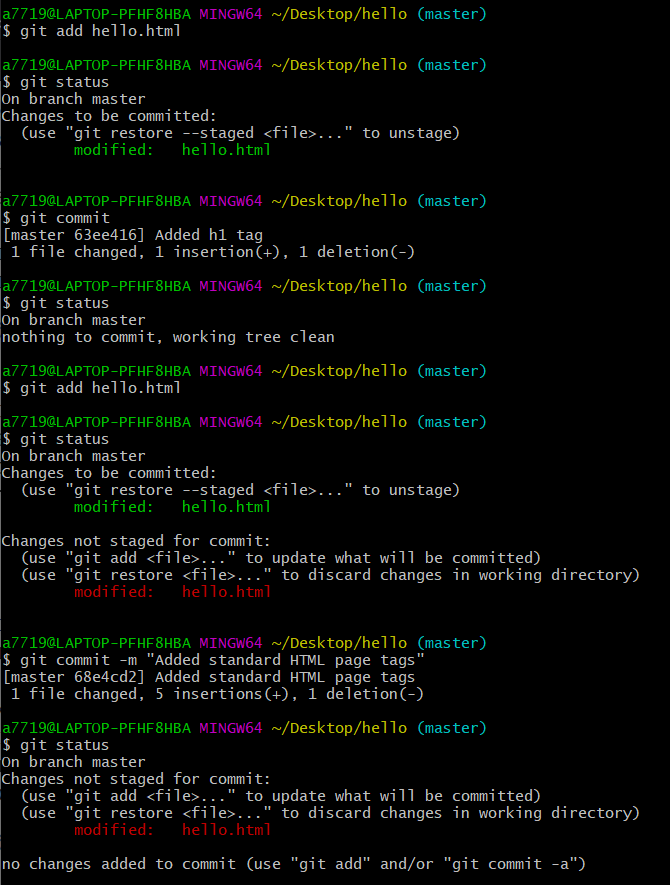 a7719@LAPTOP-PFHF8HBA MINGW64 ~/Desktop/hello (master)
$ git add hello.html
a7719@LAPTOP-PFHF8HBA MINGW64 ~/Desktop/hello (master)
$ git status
On branch master
Changes to be committed:
  (use "git restore --staged <file>..." to unstage)
        modified:   hello.html
a7719@LAPTOP-PFHF8HBA MINGW64 ~/Desktop/hello (master)
$ git commit
[master 63ee416] Added h1 tag
 1 file changed, 1 insertion(+), 1 deletion(-)
a7719@LAPTOP-PFHF8HBA MINGW64 ~/Desktop/hello (master)
$ git status
On branch master
nothing to commit, working tree clean
a7719@LAPTOP-PFHF8HBA MINGW64 ~/Desktop/hello (master)
$ git add hello.html
a7719@LAPTOP-PFHF8HBA MINGW64 ~/Desktop/hello (master)
$ git status
On branch master
Changes to be committed:
  (use "git restore --staged <file>..." to unstage)
        modified:   hello.html
Changes not staged for commit:
  (use "git add <file>..." to update what will be committed)
  (use "git restore <file>..." to discard changes in working directory)
        modified:   hello.html
a7719@LAPTOP-PFHF8HBA MINGW64 ~/Desktop/hello (master)
$ git commit -m "Added standard HTML page tags"
[master 68e4cd2] Added standard HTML page tags
 1 file changed, 5 insertions(+), 1 deletion(-)
a7719@LAPTOP-PFHF8HBA MINGW64 ~/Desktop/hello (master)
$ git status
On branch master
Changes not staged for commit:
  (use "git add <file>..." to update what will be committed)
  (use "git restore <file>..." to discard changes in working directory)
        modified:   hello.html
no changes added to commit (use "git add" and/or "git commit -a")